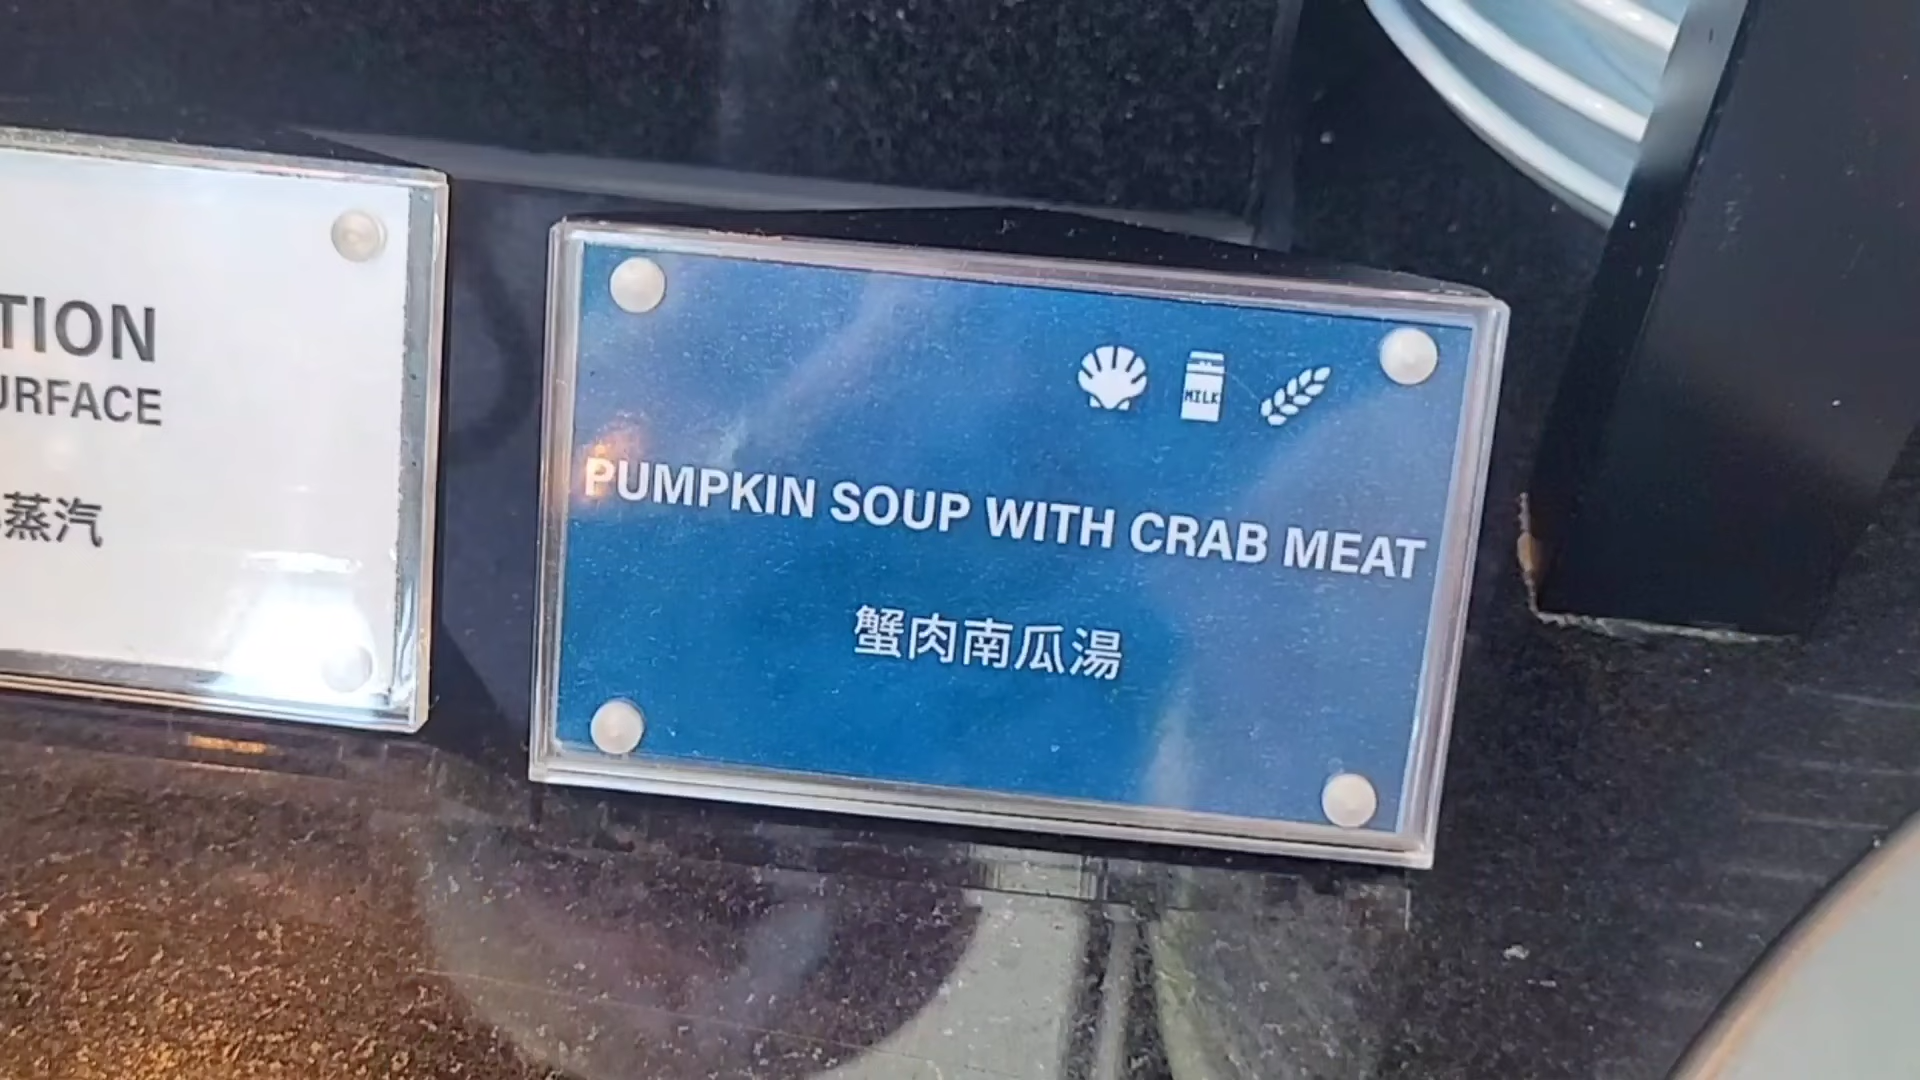 TION
URFACE
蒸汽
MILK
PUMPKIN SOUP WITH CRAB MEAT
蟹肉南瓜湯